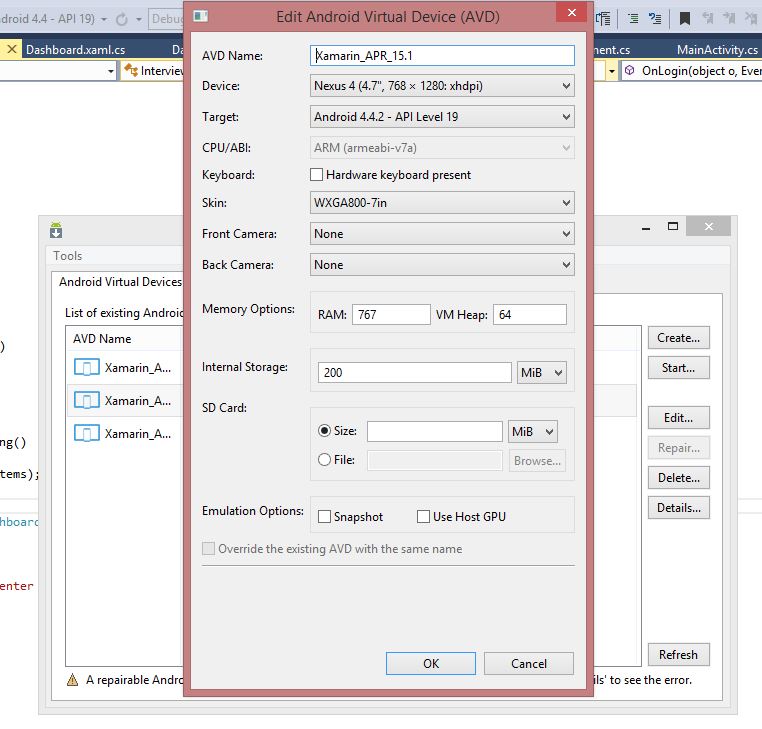 ndroid 4.4 - API 19)
Debug
Edit Android Virtual Device (AVD)
Dashboard.xaml.cs
Da
ment.cs
MainActivity.cs
Interview
OnLogin(object o, Even
AVD Name:
Xamarin_APR_15.1
Device:
Nexus 4 (4.7", 768 × 1280: xhdpi)
Target:
Android 4.4.2 - API Level 19
CPU/ABI:
ARM (armeabi-v7a)
Keyboard:
Hardware keyboard present
Skin:
WXGA800-7in
Front Camera:
None
Back Camera:
None
Memory Options:
RAM: 767 VM Heap: 64
Internal Storage:
200 MiB
SD Card:
Size: MiB
File: Browse...
Emulation Options:
Snapshot Use Host GPU
Override the existing AVD with the same name
OK Cancel
Tools
Android Virtual Devices
List of existing Android
AVD Name
Xamarin_A...
Xamarin_A...
Xamarin_A...
Create...
Start...
Edit...
Repair...
Delete...
Details...
Refresh
A repairable Andro
ils' to see the error.
)
ng()
tems);
hboard
enter